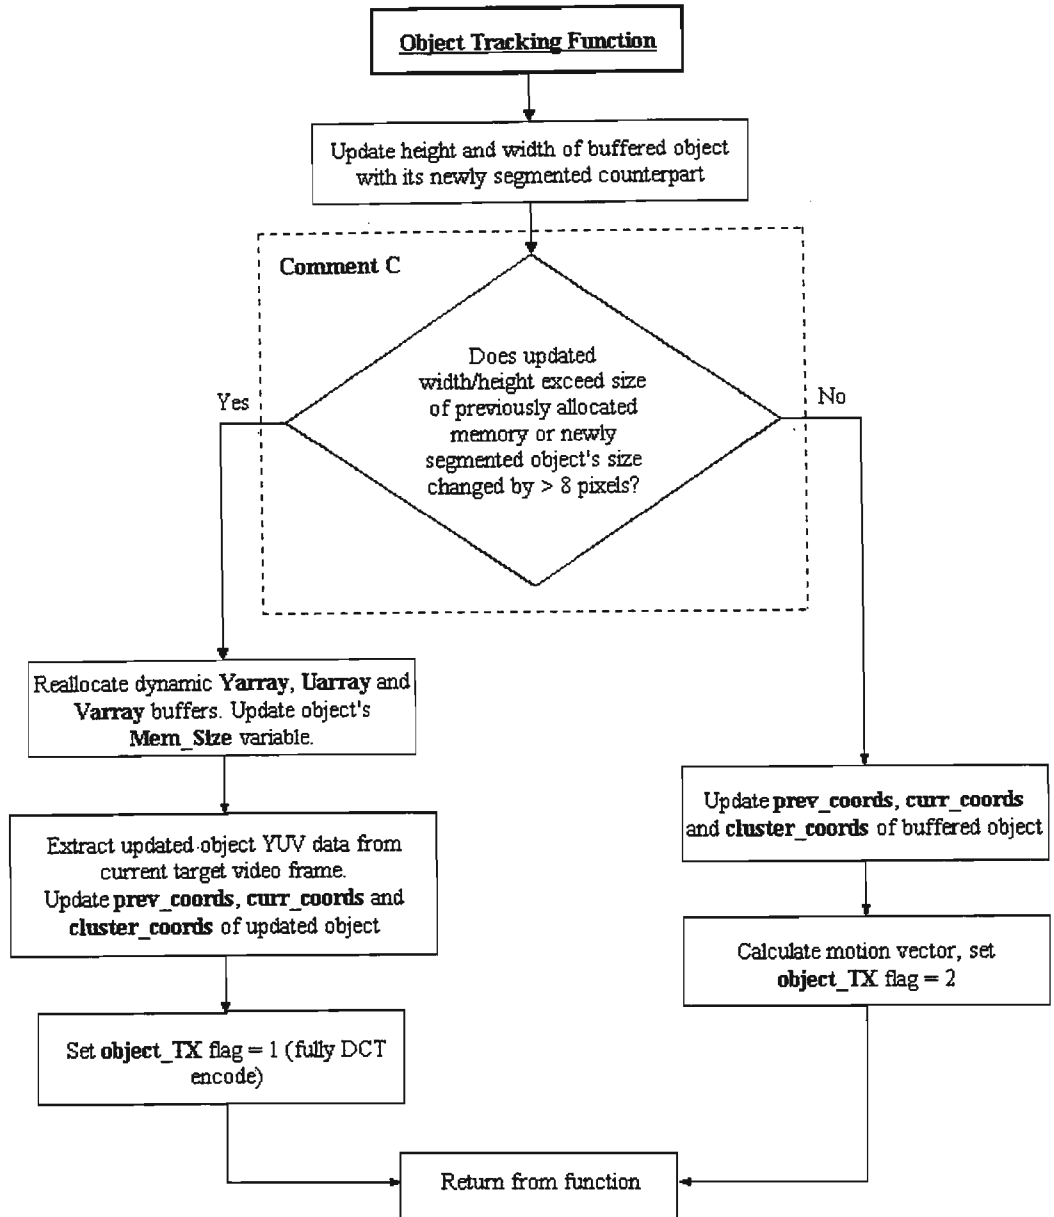 Object Tracking Function
Update height and width of buffered object
with its newly segmented counterpart
Comment C
Does updated
width/height exceed size
of previously allocated
memory or newly
segmented object's size
changed by > 8 pixels?
Yes
No
Reallocate dynamic Yarray, Uarray and
Varray buffers. Update object's
Mem_Size variable.
Extract updated object YUV data from
current target video frame.
Update prev_coords, curr_coords and
cluster_coords of updated object
Set object_TX flag = 1 (fully DCT
encode)
Update prev_coords, curr_coords
and cluster_coords of buffered object
Calculate motion vector, set
object_TX flag = 2
Return from function